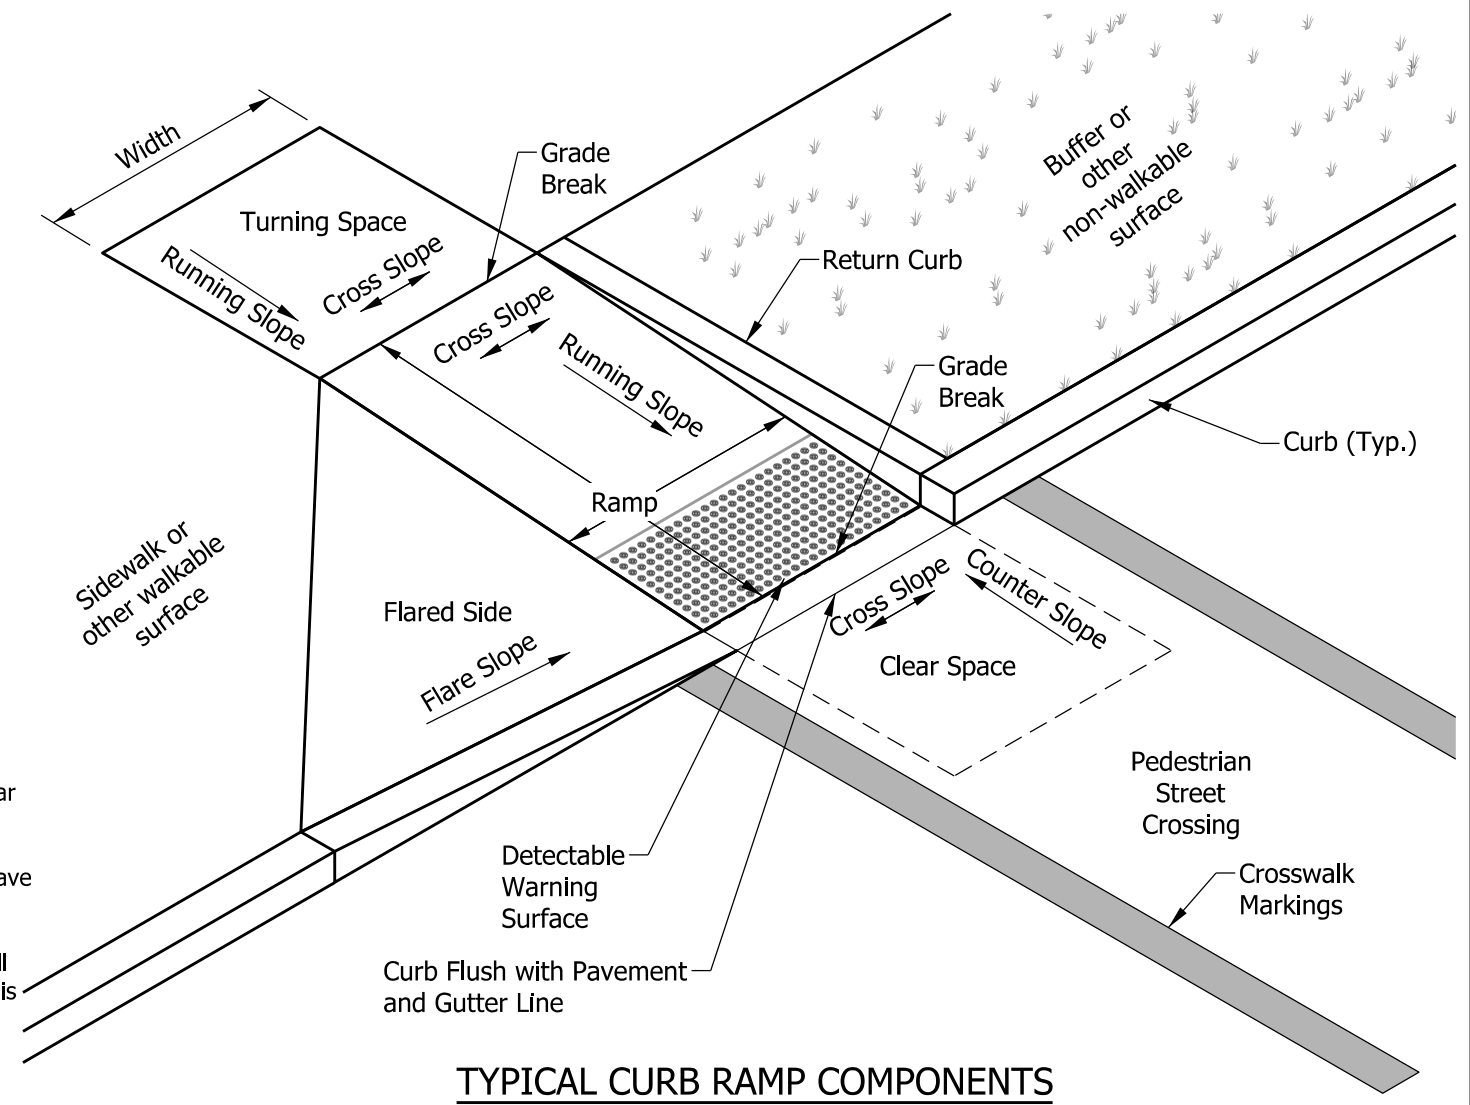 Width
Turning Space
Running Slope
Cross Slope
Grade
Break
Cross Slope
Running Slope
Return Curb
Buffer or
other
non-walkable
surface
Grade
Break
Curb (Typ.)
Ramp
Sidewalk or
other walkable
surface
Flared Side
Flare Slope
Cross Slope
Counter Slope
Clear Space
Pedestrian
Street
Crossing
Crosswalk
Markings
Detectable
Warning
Surface
Curb Flush with Pavement
and Gutter Line
is
TYPICAL CURB RAMP COMPONENTS